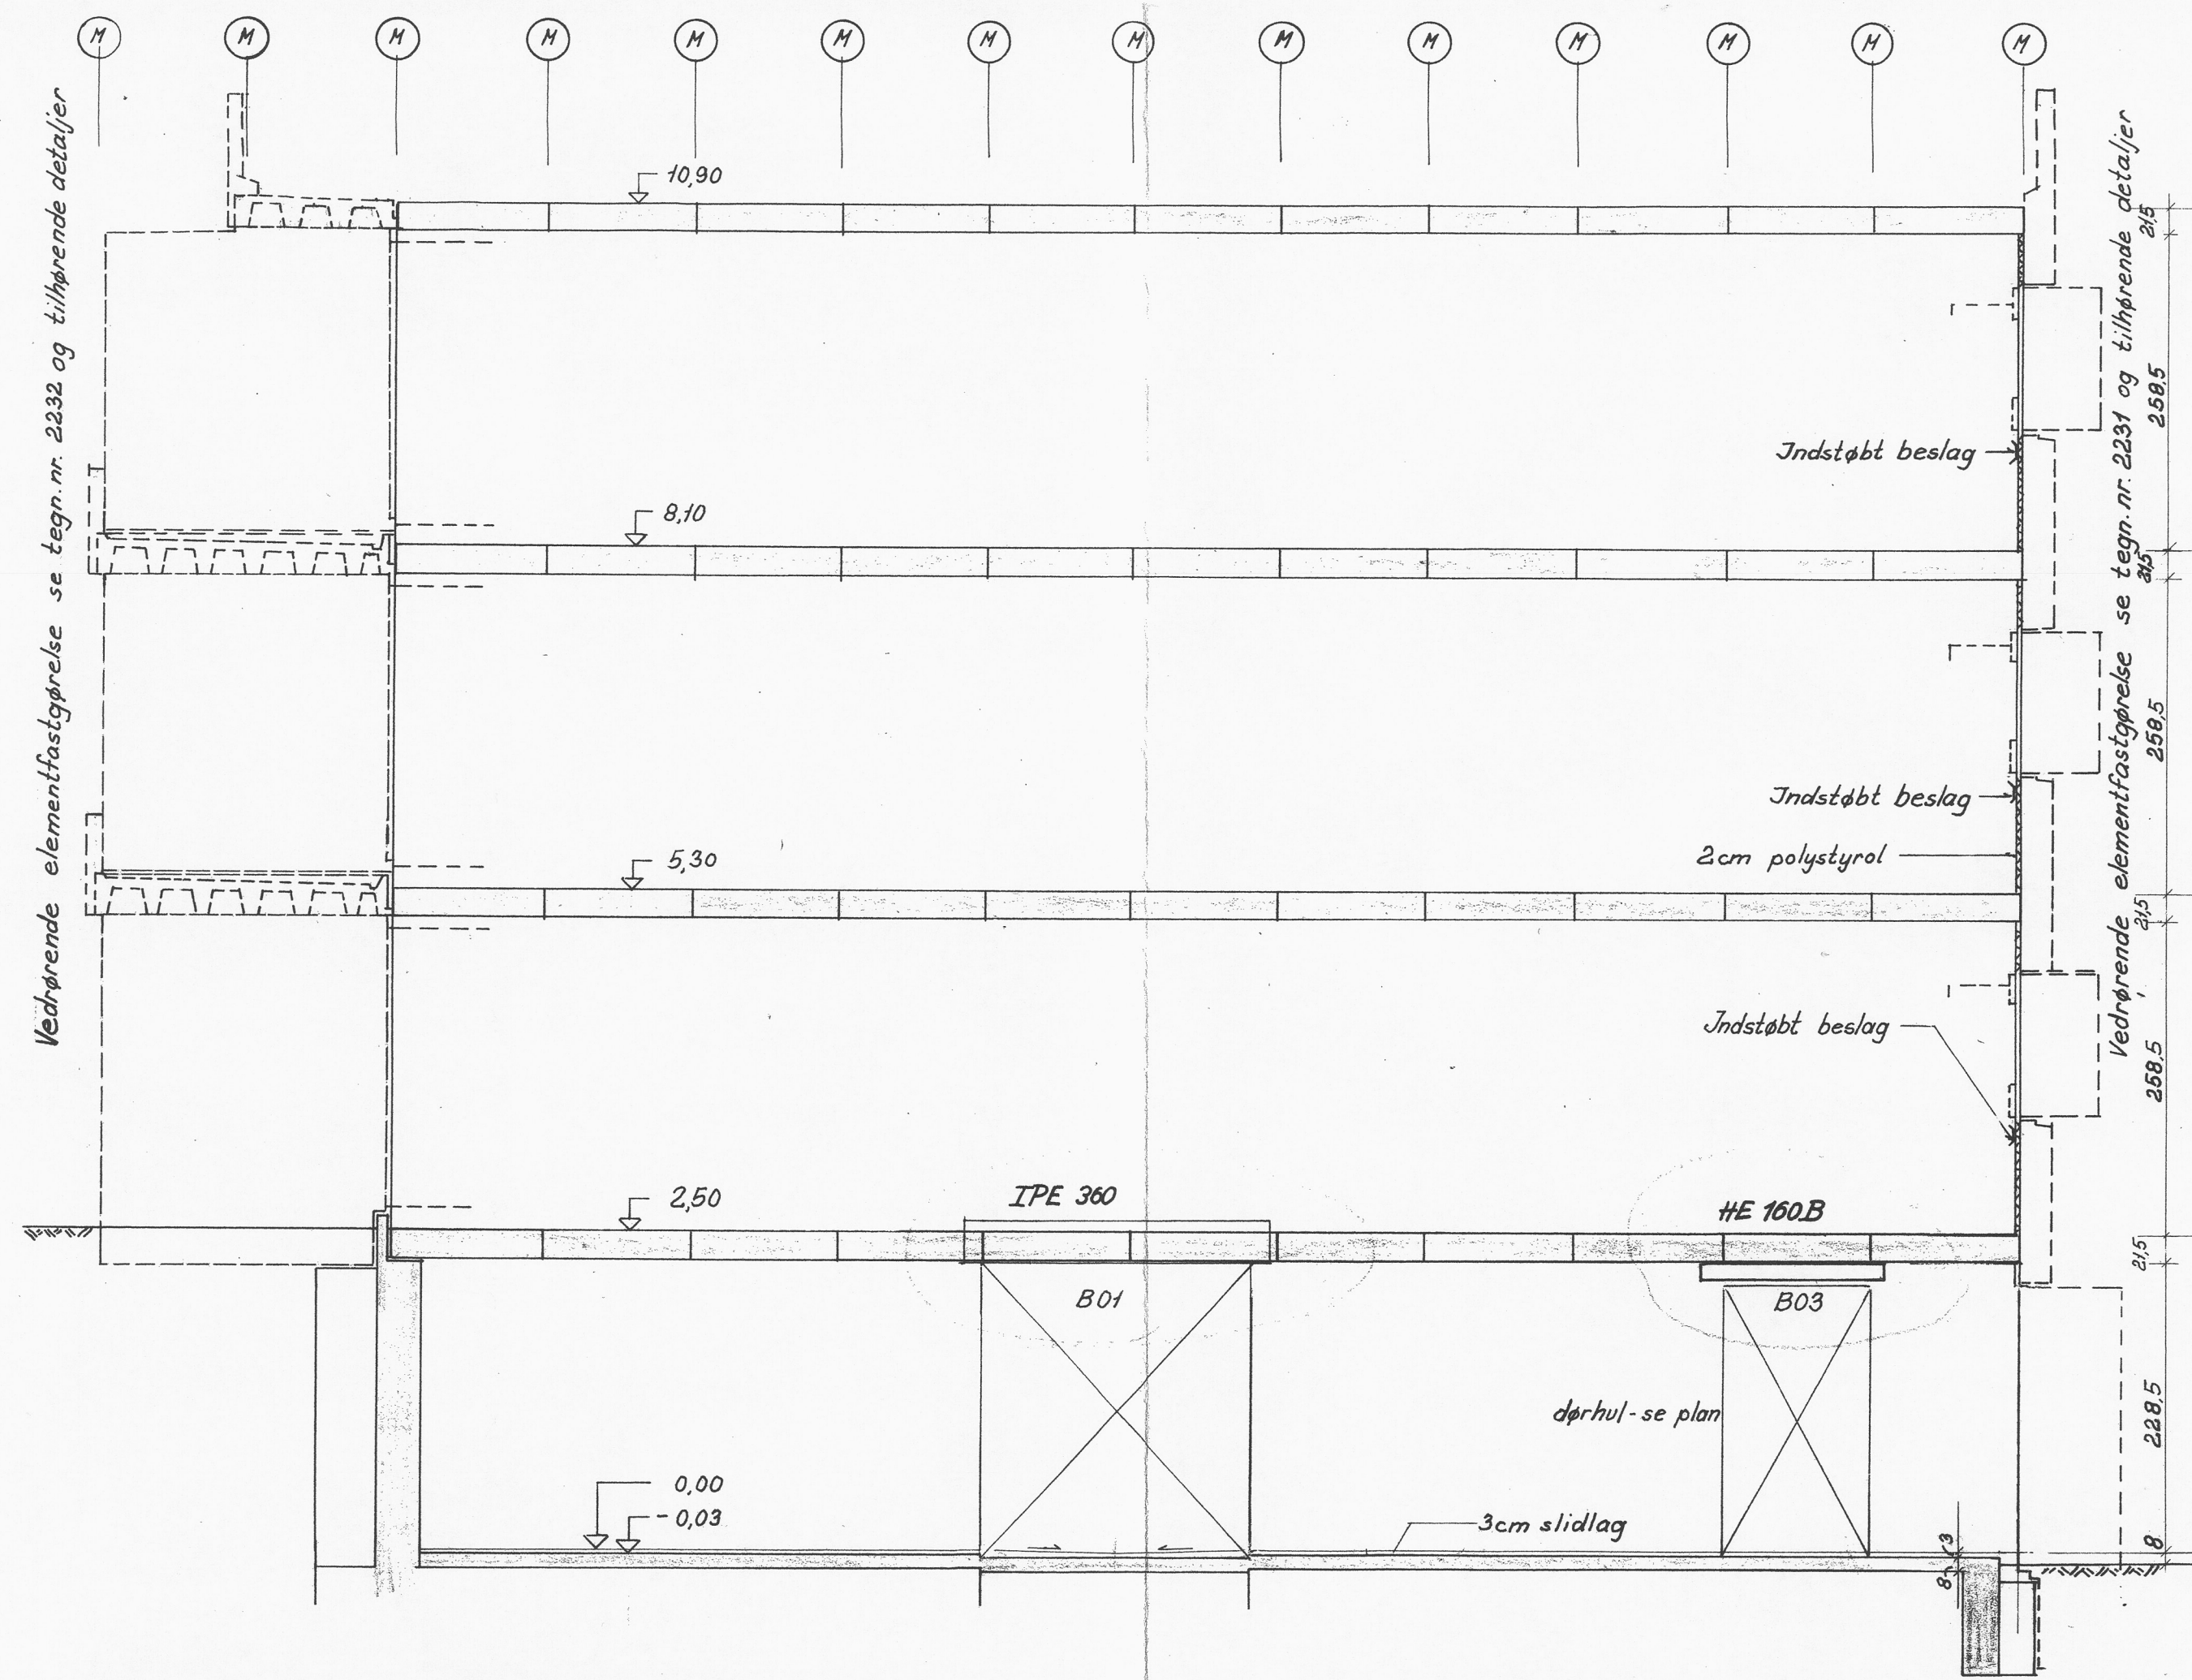 M M M M M M M M M M M M M M
Vedrørende elementfastgørelse se tegn.nr. 2232 og tilhørende detaljer
Vedrørende elementfastgørelse se tegn.nr. 2231 og tilhørende detaljer
10,90
21,5
258,5
Indstøbt beslag
8,10
21,5
258,5
Indstøbt beslag
2cm polystyrol
5,30
21,5
Indstøbt beslag
258,5
2,50
IPE 360
HE 160B
21,5
B01
B03
dørhul-se plan
228,5
0,00
-0,03
3cm slidlag
3
8
8